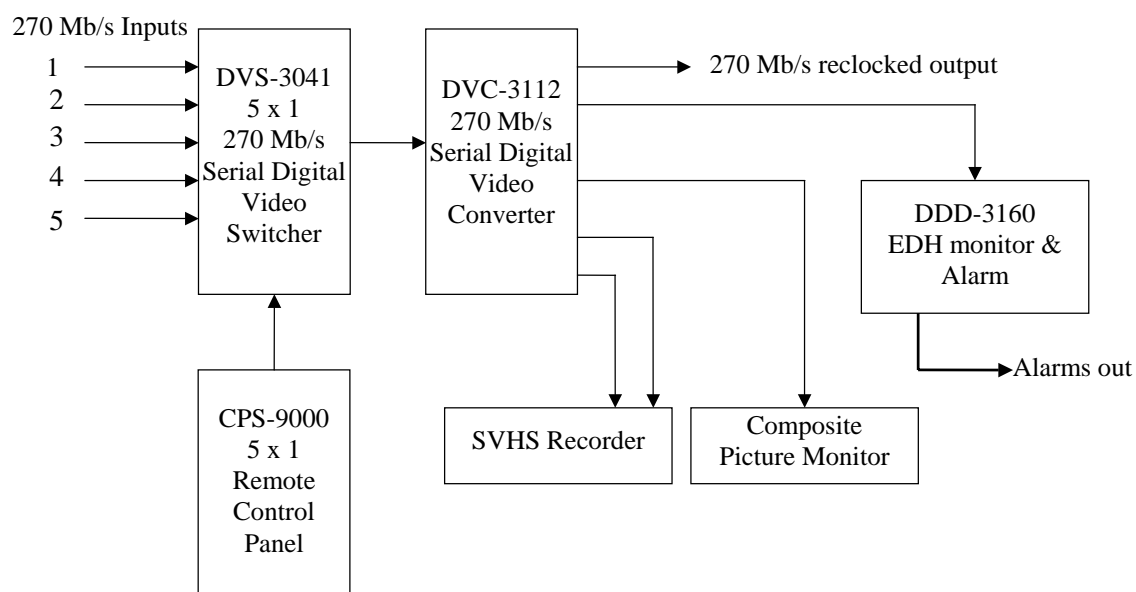 270 Mb/s Inputs
1
2
3
4
5
DVS-3041
5 x 1
270 Mb/s
Serial Digital
Video
Switcher
DVC-3112
270 Mb/s
Serial Digital
Video
Converter
270 Mb/s reclocked output
DDD-3160
EDH monitor &
Alarm
Alarms out
CPS-9000
5 x 1
Remote
Control
Panel
SVHS Recorder
Composite
Picture Monitor